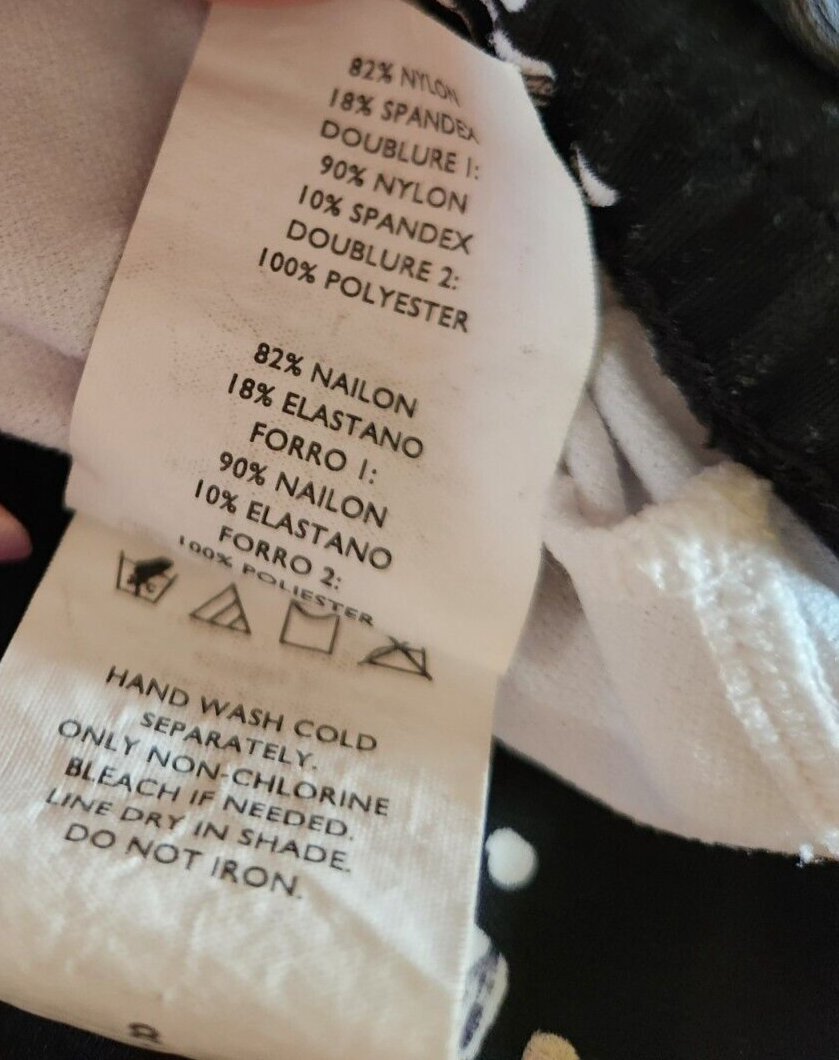 82% NYLON
18% SPANDEX
DOUBLURE 1:
90% NYLON
10% SPANDEX
DOUBLURE 2:
100% POLYESTER
82% NAILON
18% ELASTANO
FORRO 1:
90% NAILON
10% ELASTANO
FORRO 2:
100% POLIESTER
HAND WASH COLD
SEPARATELY.
ONLY NON-CHLORINE
BLEACH IF NEEDED.
LINE DRY IN SHADE.
DO NOT IRON.